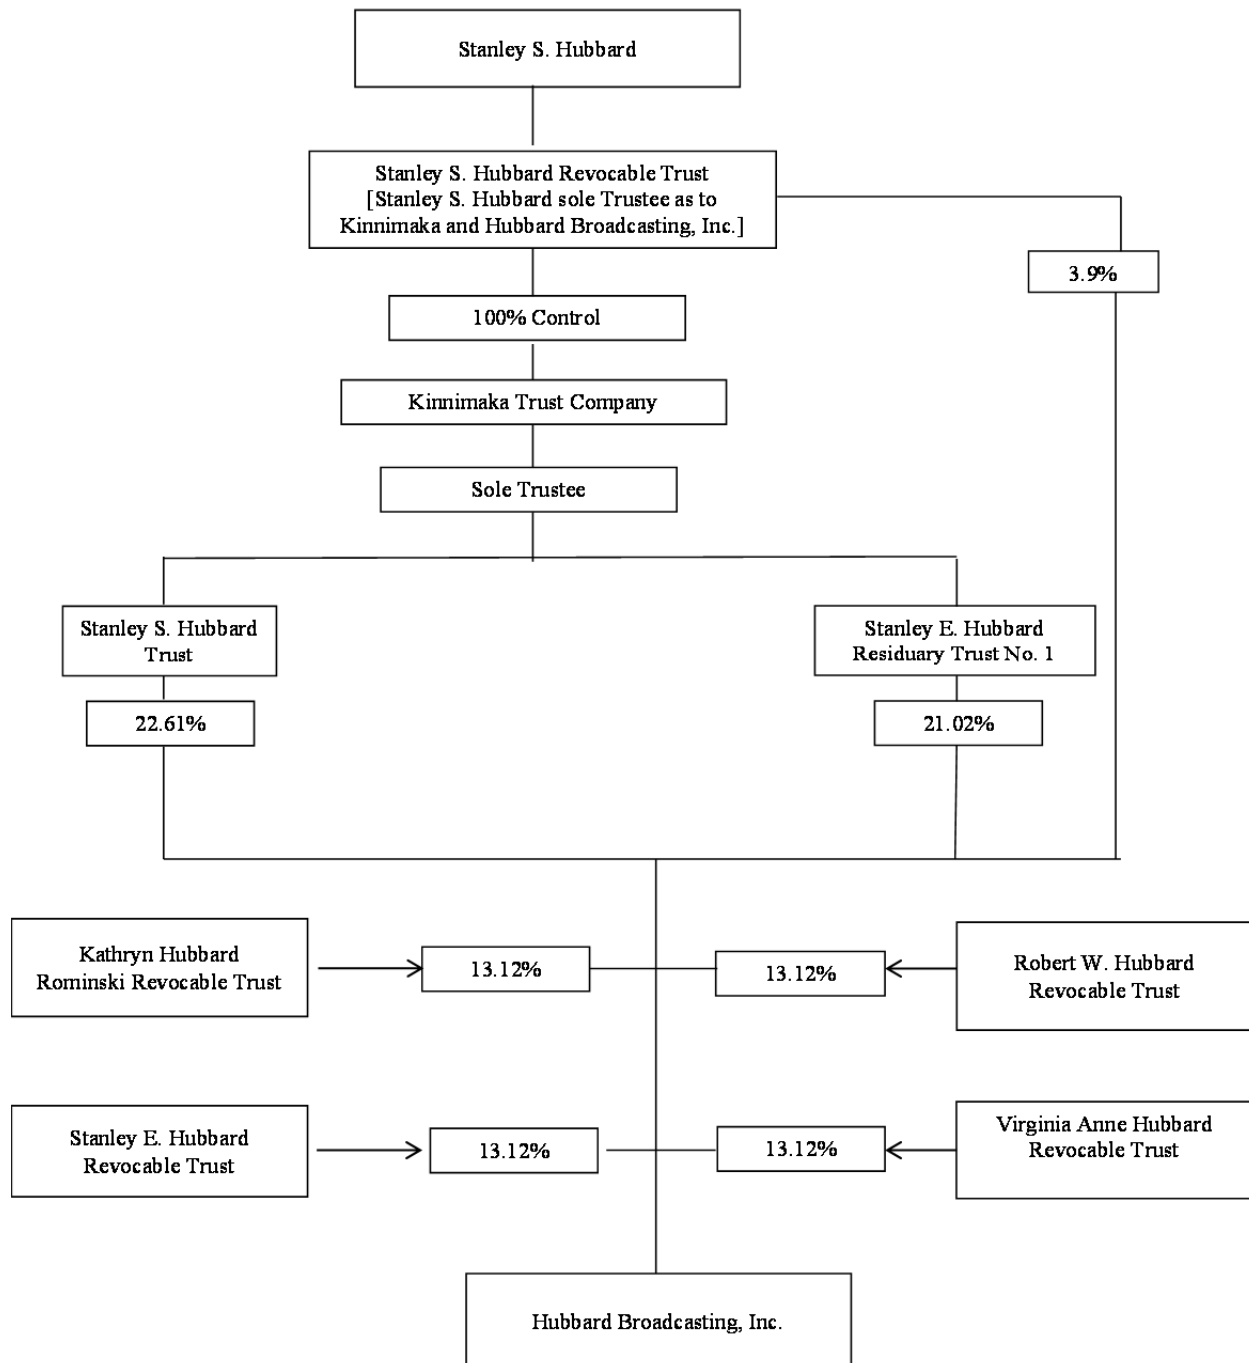 Stanley S. Hubbard
Stanley S. Hubbard Revocable Trust
[Stanley S. Hubbard sole Trustee as to
Kinnimaka and Hubbard Broadcasting, Inc.]
3.9%
100% Control
Kinnimaka Trust Company
Sole Trustee
Stanley S. Hubbard
Trust
Stanley E. Hubbard
Residuary Trust No. 1
22.61%
21.02%
Kathryn Hubbard
Rominski Revocable Trust
13.12%
13.12%
Robert W. Hubbard
Revocable Trust
Stanley E. Hubbard
Revocable Trust
13.12%
13.12%
Virginia Anne Hubbard
Revocable Trust
Hubbard Broadcasting, Inc.